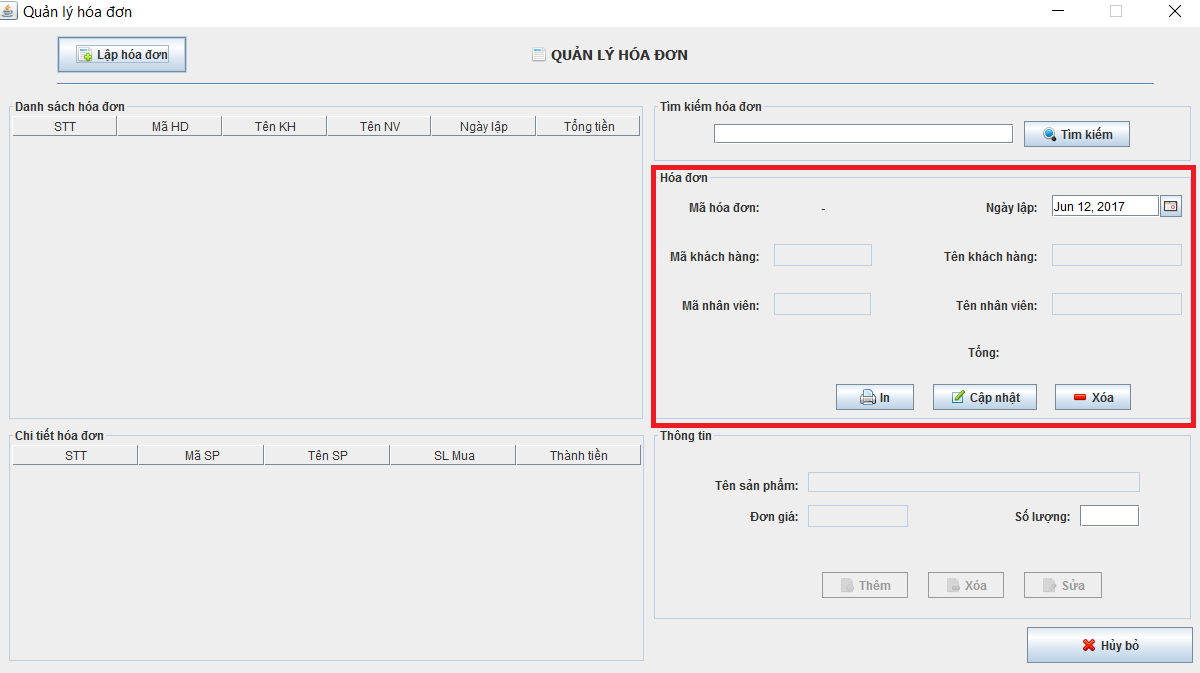 Quản lý hóa đơn
Lập hóa đơn
QUẢN LÝ HÓA ĐƠN
Danh sách hóa đơn
STT Mã HD Tên KH Tên NV Ngày lập Tổng tiền
Tìm kiếm hóa đơn
Tìm kiếm
Hóa đơn
Mã hóa đơn: - Ngày lập: Jun 12, 2017
Mã khách hàng: Tên khách hàng:
Mã nhân viên: Tên nhân viên:
Tổng:
In Cập nhật Xóa
Chi tiết hóa đơn
STT Mã SP Tên SP SL Mua Thành tiền
Thông tin
Tên sản phẩm:
Đơn giá: Số lượng:
Thêm Xóa Sửa
Hủy bỏ